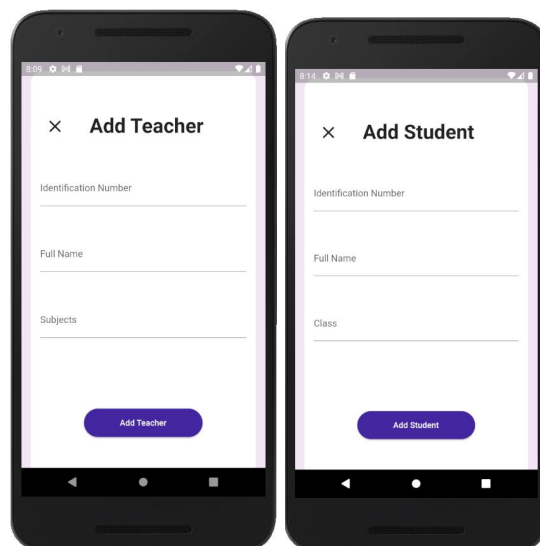 8:09
Add Teacher
Identification Number
Full Name
Subjects
Add Teacher
8:14
Add Student
Identification Number
Full Name
Class
Add Student